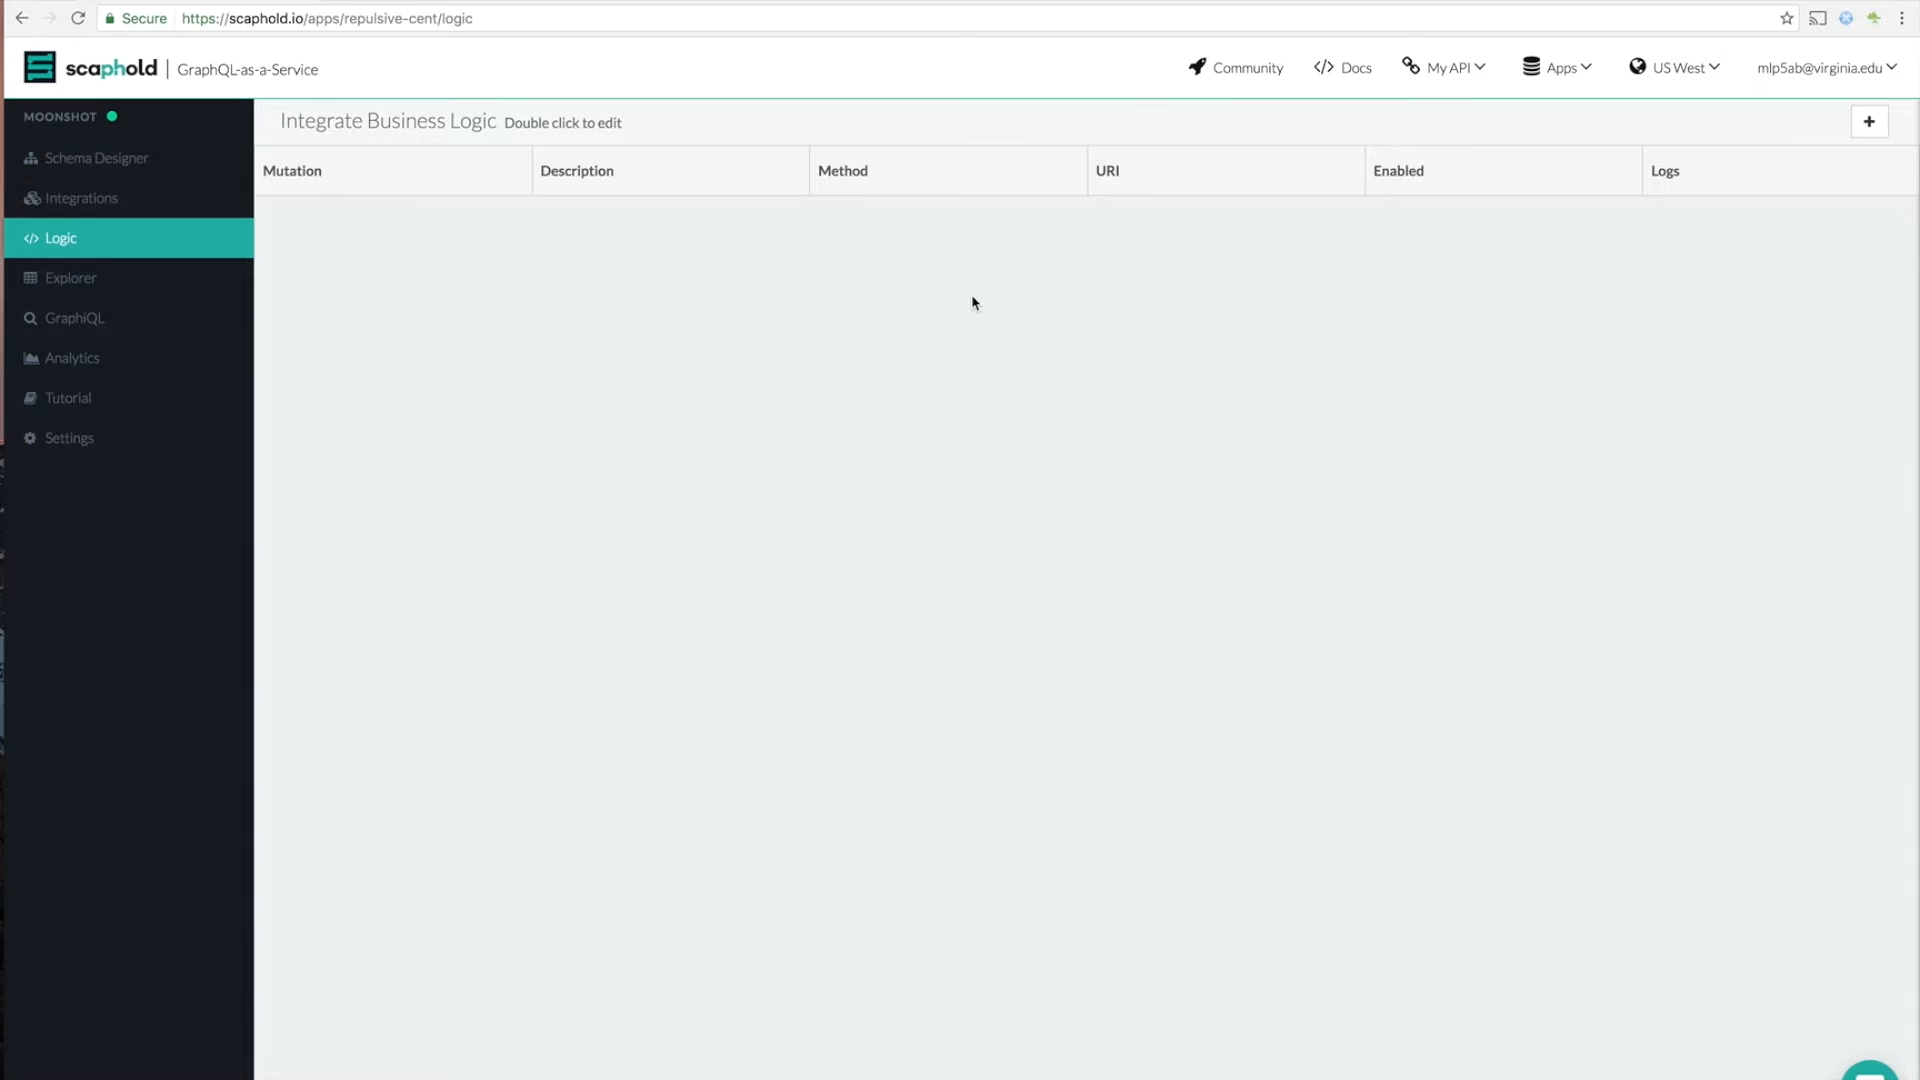 Secure https://scaphold.io/apps/repulsive-cent/logic
scaphold | GraphQL-as-a-Service
Community
</> Docs
My API
Apps
US West
mlp5ab@virginia.edu
MOONSHOT
Schema Designer
Integrations
</> Logic
Explorer
GraphiQL
Analytics
Tutorial
Settings
Integrate Business Logic Double click to edit
+
Mutation Description Method URI Enabled Logs